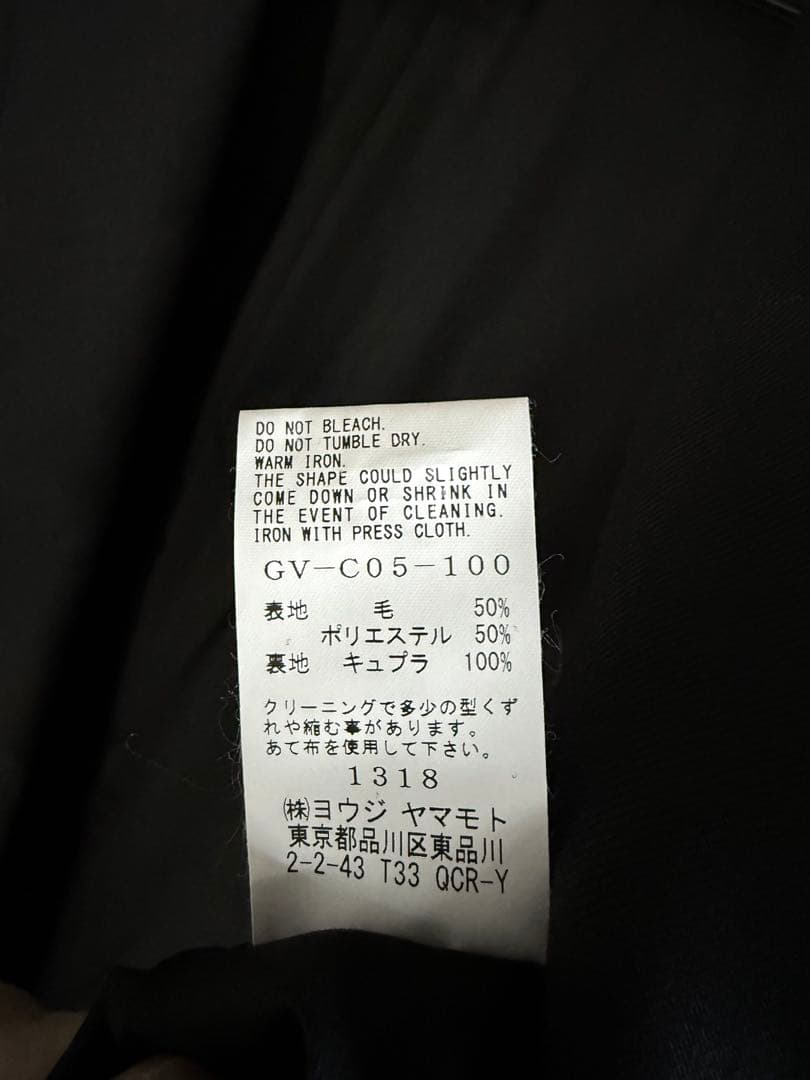 DO NOT BLEACH.
DO NOT TUMBLE DRY.
WARM IRON.
THE SHAPE COULD SLIGHTLY
COME DOWN OR SHRINK IN
THE EVENT OF CLEANING.
IRON WITH PRESS CLOTH.
GV-C05-100
表地 毛 50%
ポリエステル 50%
裏地 キュプラ 100%
クリーニングで多少の型くず
れや縮む事があります。
あて布を使用して下さい。
1318
㈱ヨウジ ヤマモト
東京都品川区東品川
2-2-43 T33 QCR-Y